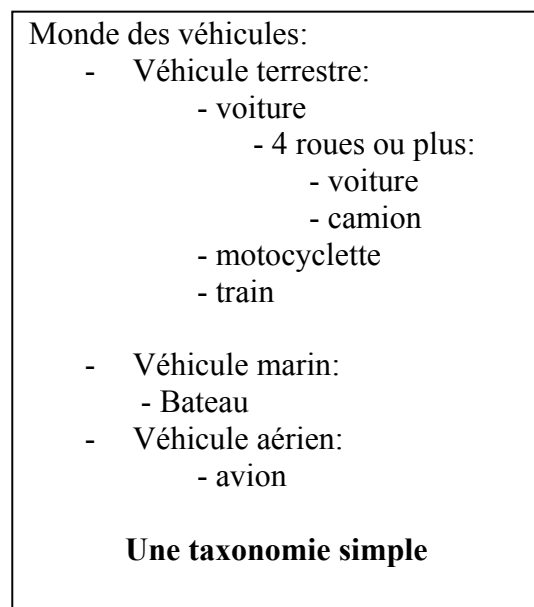 Monde des véhicules:
- Véhicule terrestre:
- voiture
- 4 roues ou plus:
- voiture
- camion
- motocyclette
- train
- Véhicule marin:
- Bateau
- Véhicule aérien:
- avion
Une taxonomie simple